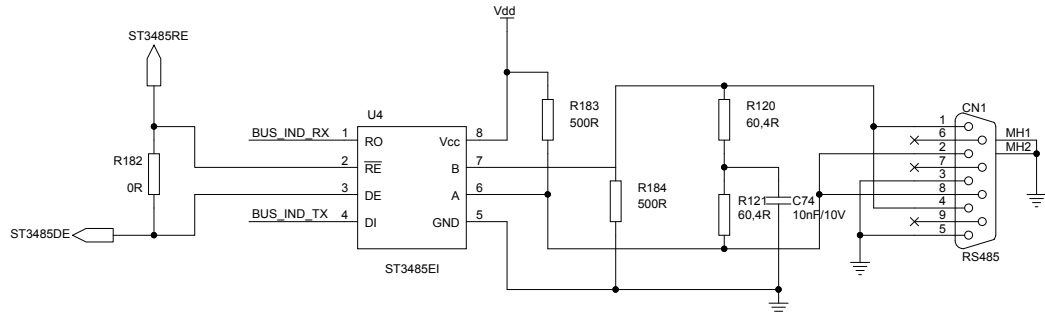 Vdd
ST3485RE
U4
R183
500R
R120
60,4R
CN1
BUS_IND_RX 1 RO Vcc 8
R182
0R
2 RE B 7
3 DE A 6
BUS_IND_TX 4 DI GND 5
R184
500R
R121
60,4R
C74
10nF/10V
1
6
2
7
3
8
4
9
5
MH1
MH2
ST3485DE
ST3485EI
RS485